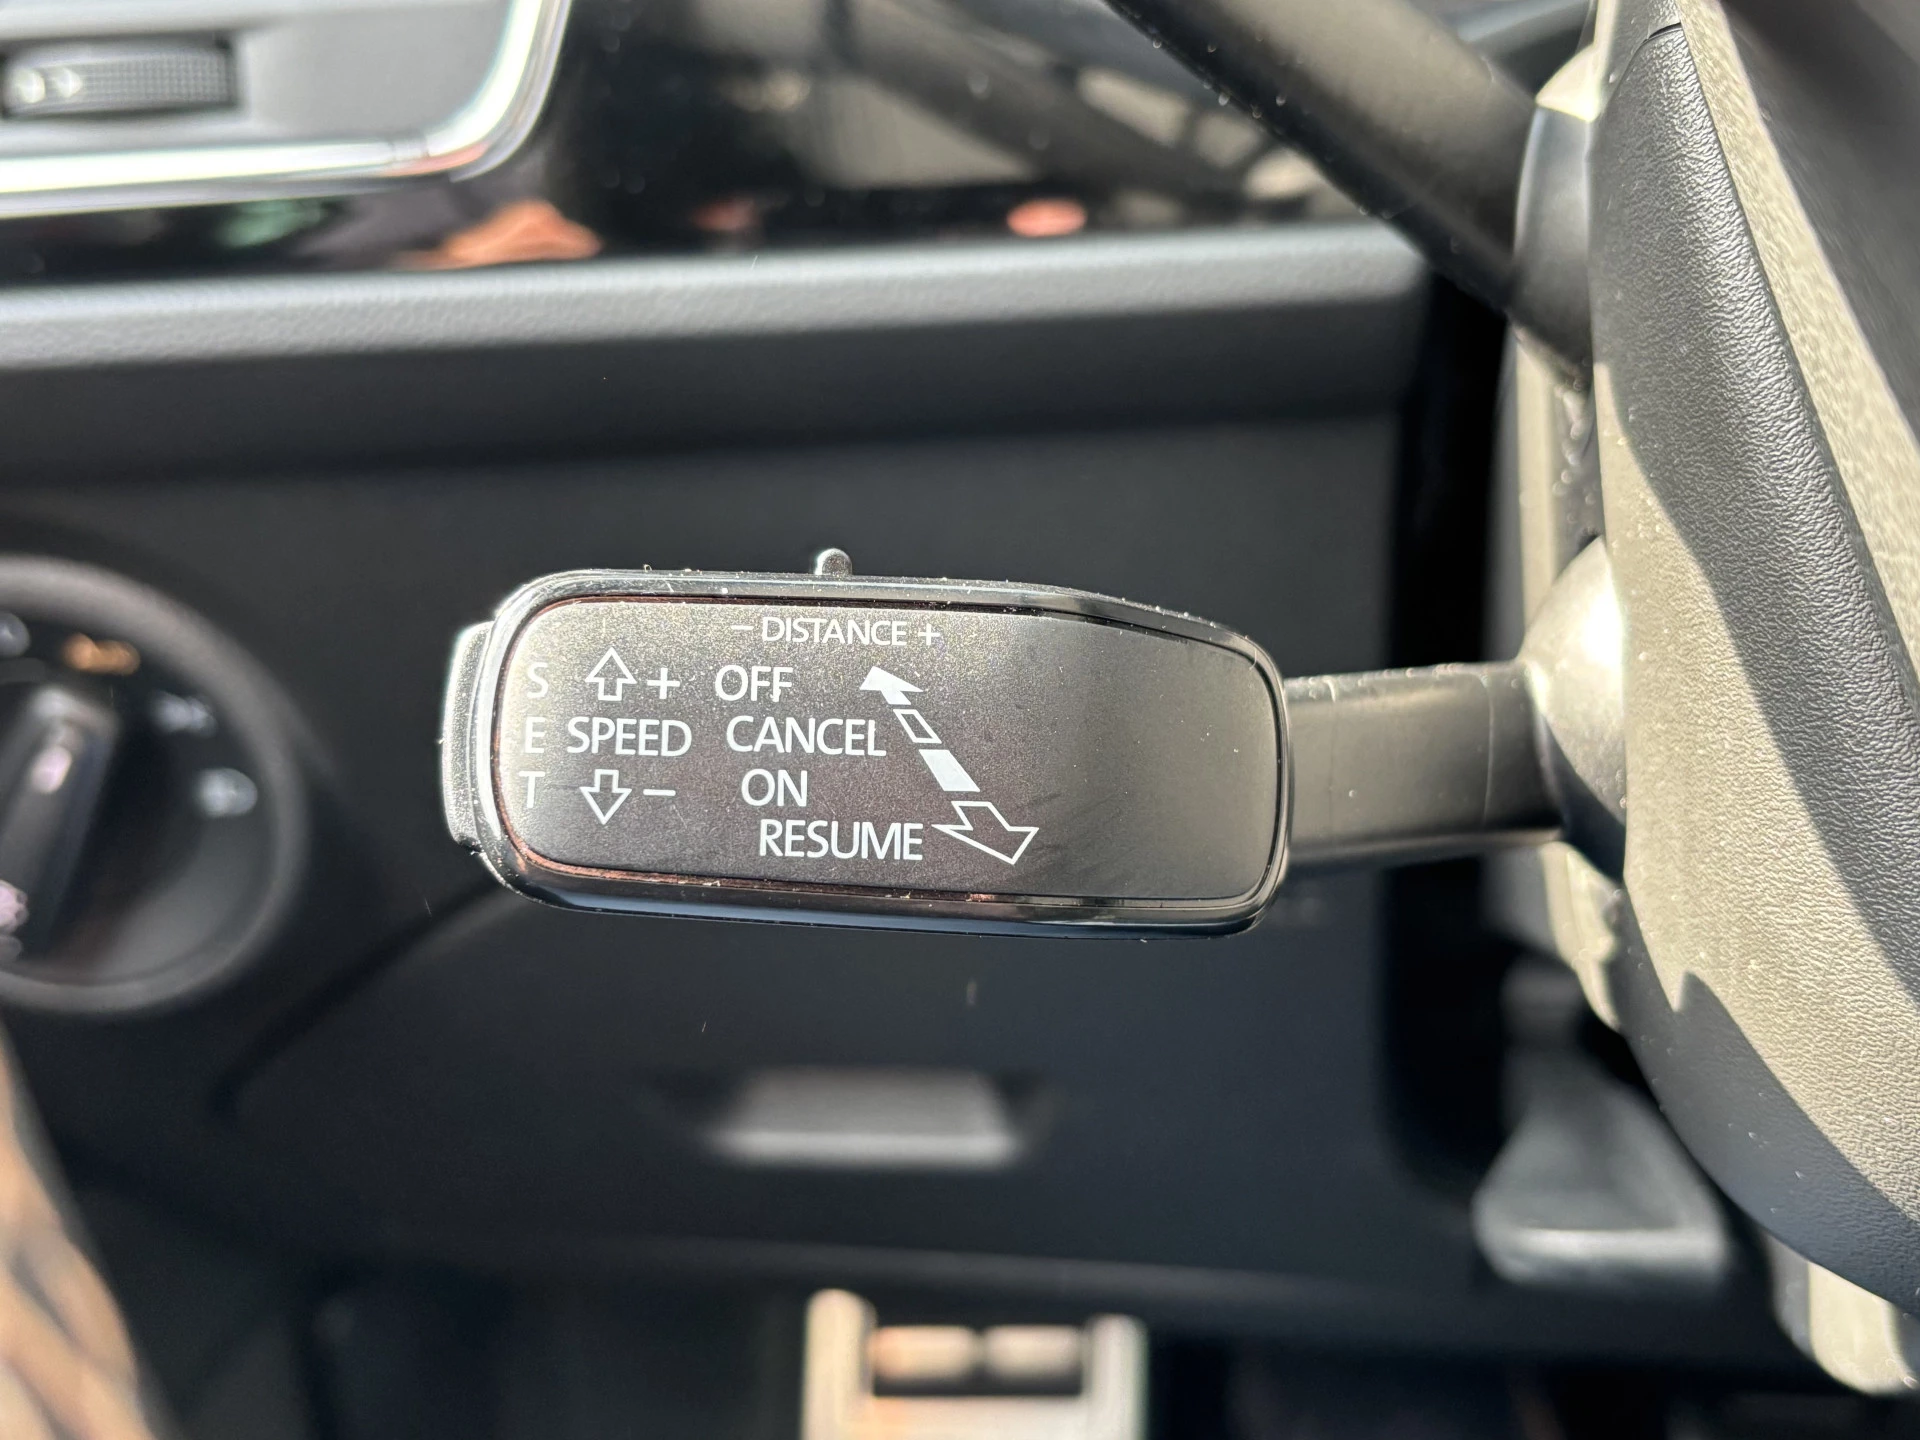 – DISTANCE +
S + OFF
E SPEED CANCEL
T – ON
RESUME